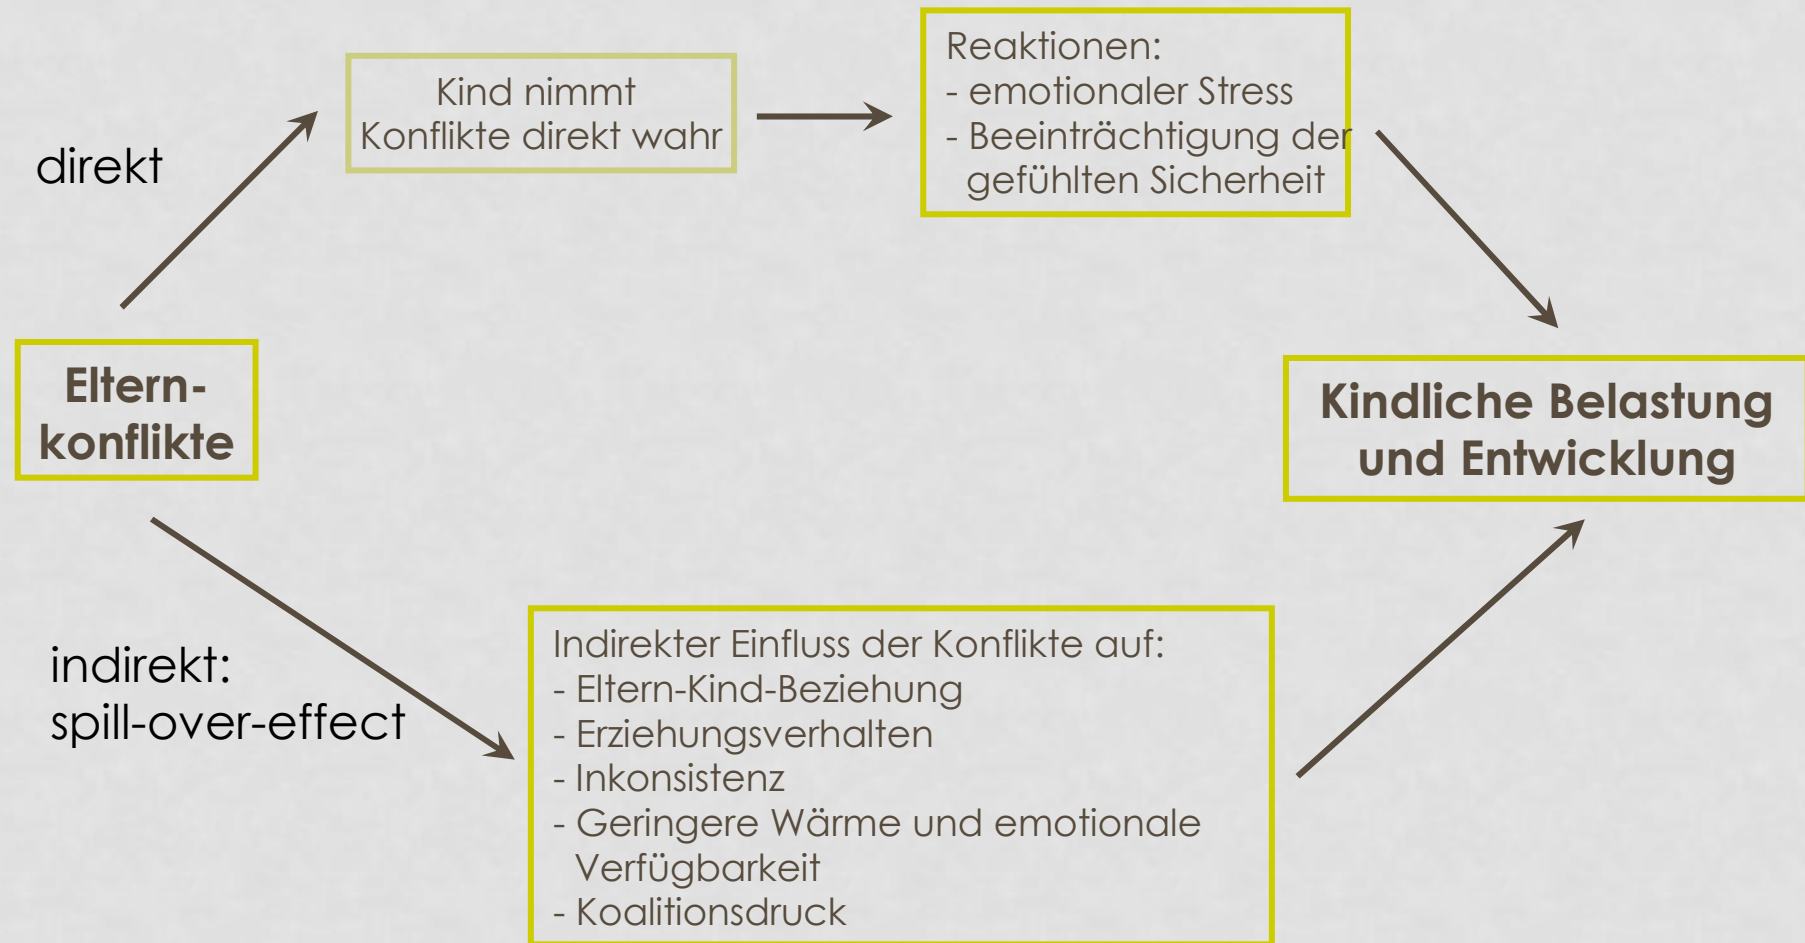 Reaktionen:
- emotionaler Stress
- Beeinträchtigung der
gefühlten Sicherheit
Kind nimmt
Konflikte direkt wahr
direkt
Eltern-
konflikte
Kindliche Belastung
und Entwicklung
indirekt:
spill-over-effect
Indirekter Einfluss der Konflikte auf:
- Eltern-Kind-Beziehung
- Erziehungsverhalten
- Inkonsistenz
- Geringere Wärme und emotionale
Verfügbarkeit
- Koalitionsdruck